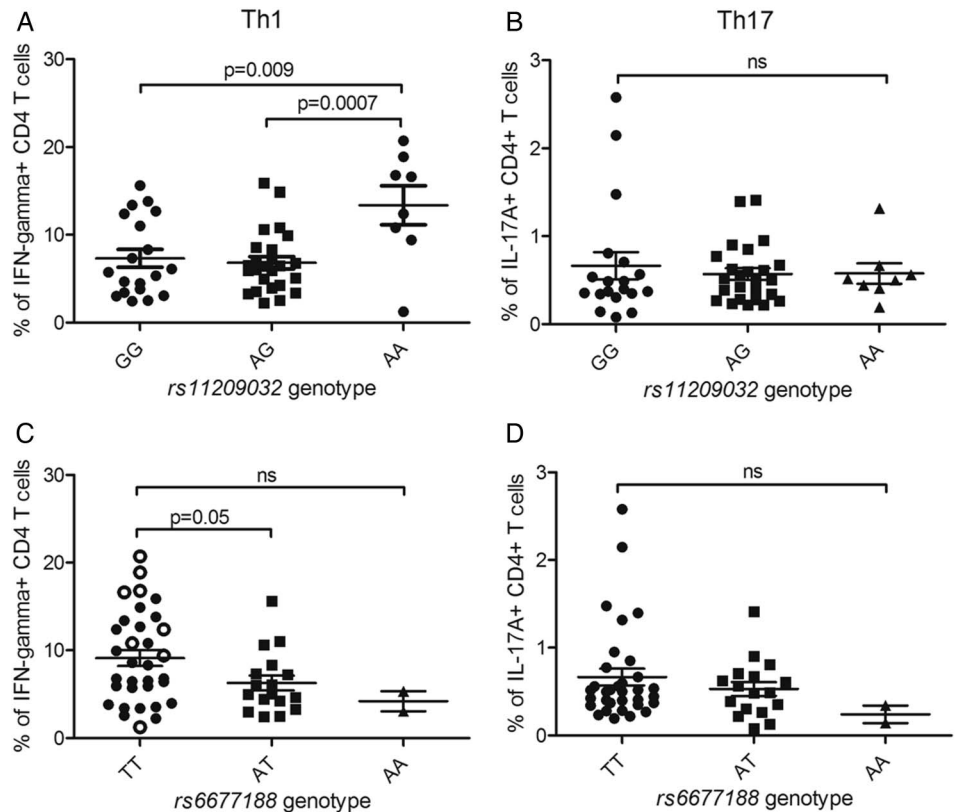 A
Th1
% of IFN-gamma+ CD4 T cells
30
20
10
0
p=0.009
p=0.0007
GG
AG
AA
rs11209032 genotype
B
Th17
% of IL-17A+ CD4+ T cells
3
2
1
0
ns
GG
AG
AA
rs11209032 genotype
C
% of IFN-gamma+ CD4 T cells
30
20
10
0
ns
p=0.05
TT
AT
AA
rs6677188 genotype
D
% of IL-17A+ CD4+ T cells
3
2
1
0
ns
TT
AT
AA
rs6677188 genotype